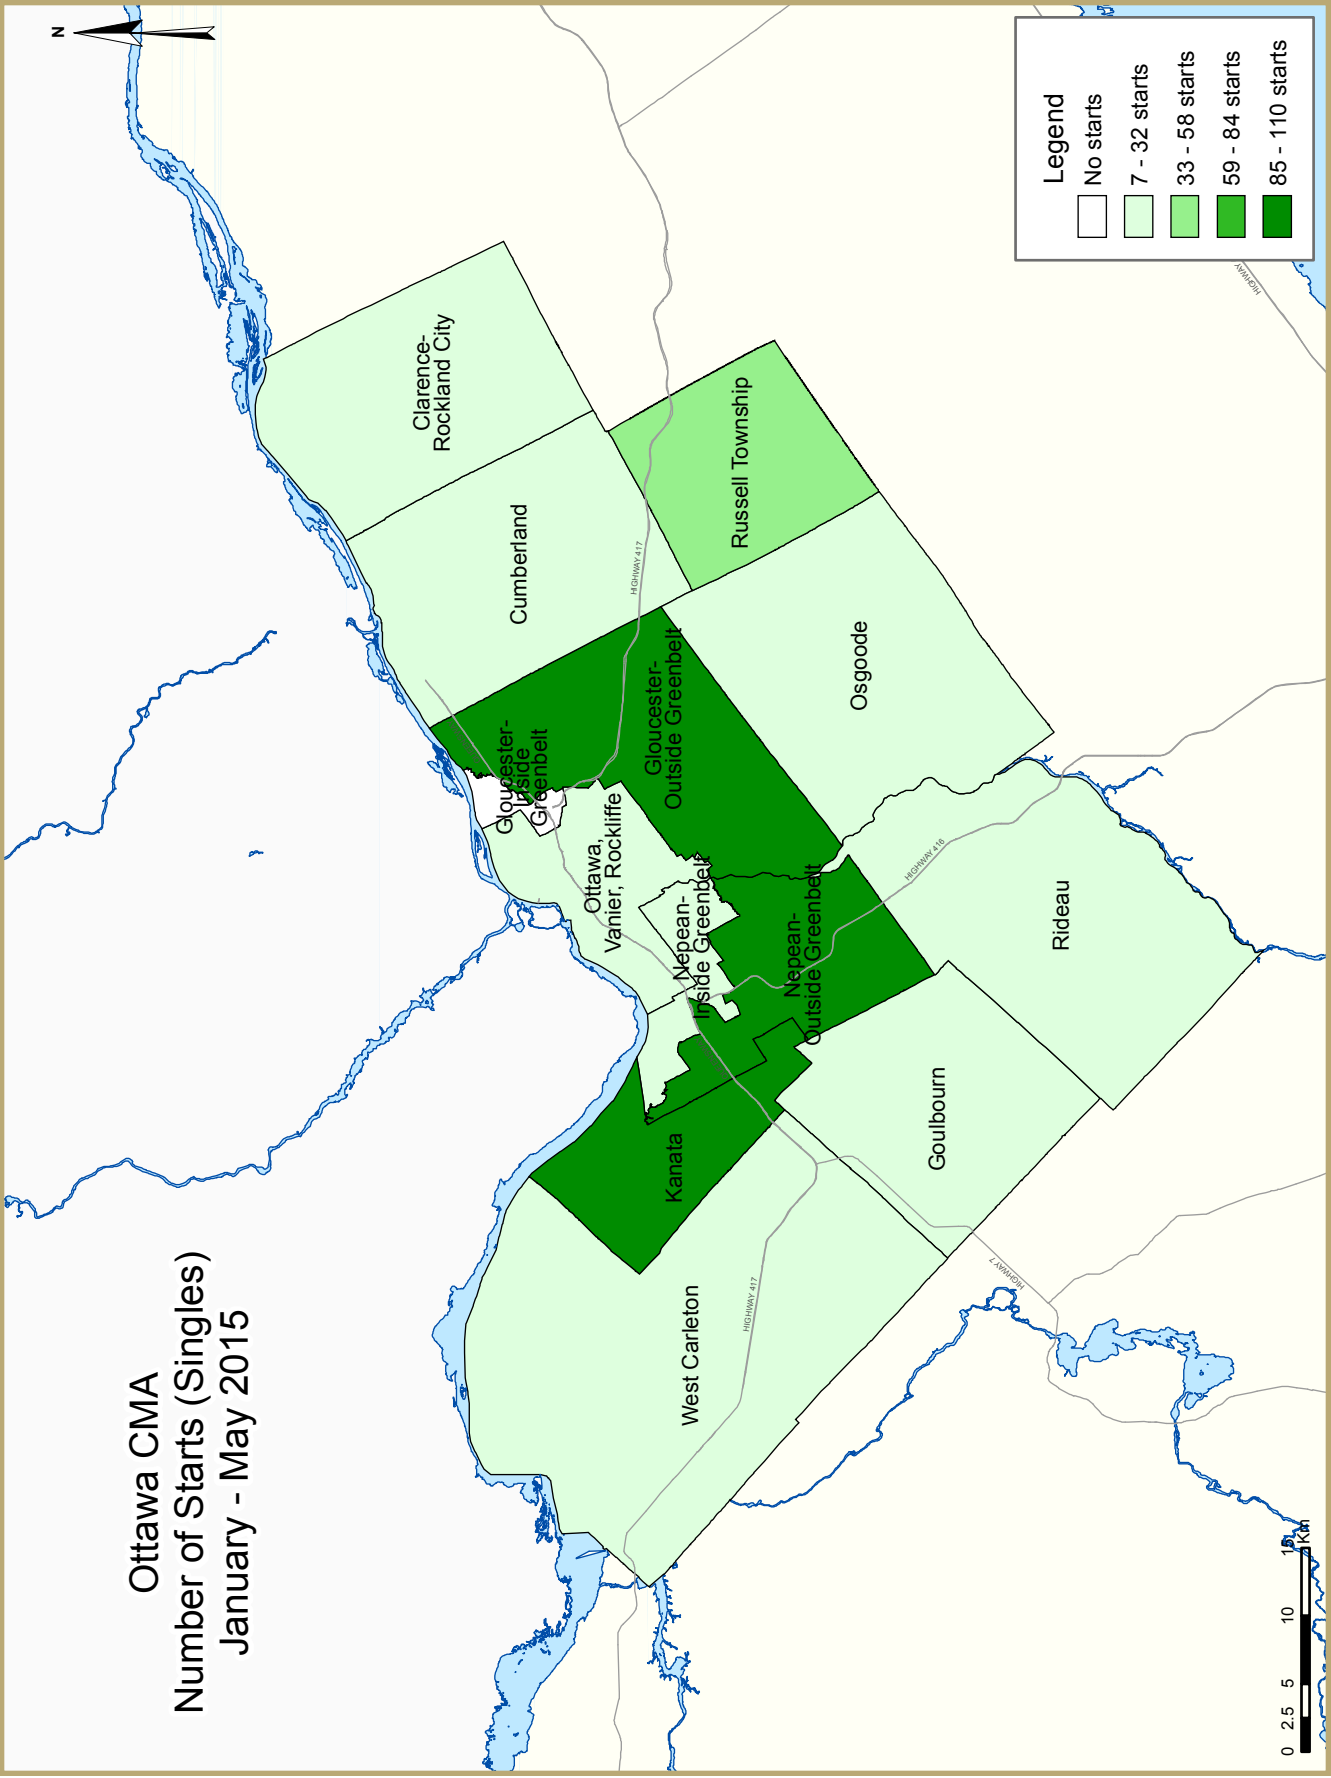 Ottawa CMA
Number of Starts (Singles)
January - May 2015
N
Clarence-
Rockland City
Cumberland
Russell Township
HIGHWAY 417
Gloucester-
Inside
Greenbelt
Gloucester-
Outside Greenbelt
Osgoode
Ottawa,
Vanier, Rockliffe
Nepean-
Inside Greenbelt
Nepean-
Outside Greenbelt
HIGHWAY 416
Rideau
Kanata
Goulbourn
West Carleton
HIGHWAY 417
HIGHWAY 7
HIGHWAY
Legend
No starts
7 - 32 starts
33 - 58 starts
59 - 84 starts
85 - 110 starts
0 2.5 5 10 15
Km